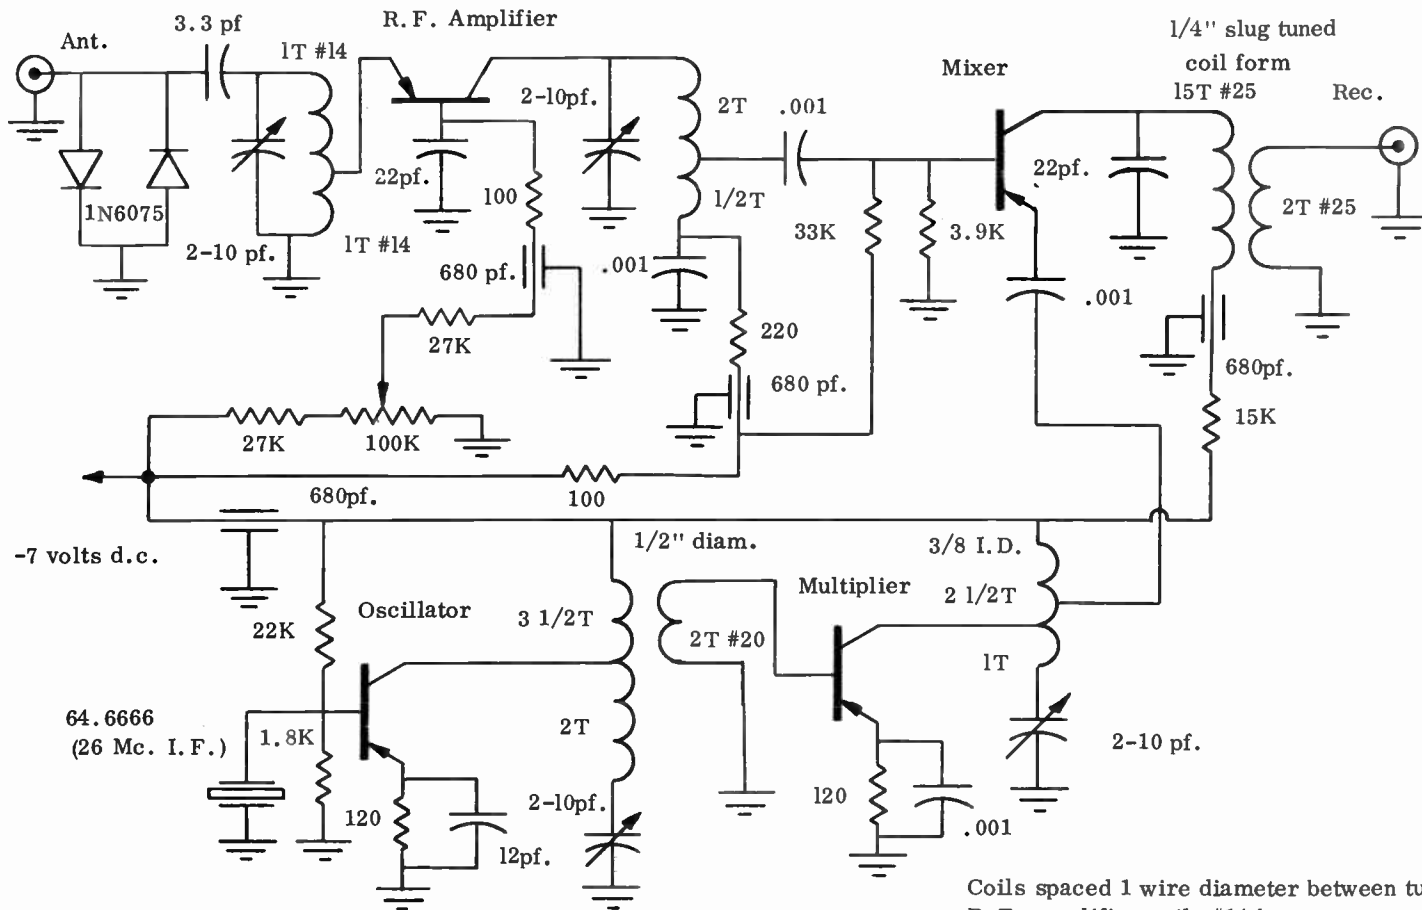 R. F. Amplifier
1/4" slug tuned
coil form
15T #25
3.3 pf
Ant.
1T #14
Mixer
Rec.
2-10pf.
2T
.001
22pf.
22pf.
1N6075
100
1/2T
33K
3.9K
2T #25
1T #14
2-10 pf.
680 pf.
.001
.001
27K
220
680pf.
680 pf.
15K
27K
100K
680pf.
100
-7 volts d.c.
1/2" diam.
3/8 I.D.
Multiplier
2 1/2T
Oscillator
3 1/2T
22K
2T #20
1T
64.6666
(26 Mc. I.F.)
1.8K
2T
2-10 pf.
120
2-10pf.
120
.001
12pf.
Coils spaced 1 wire diameter between